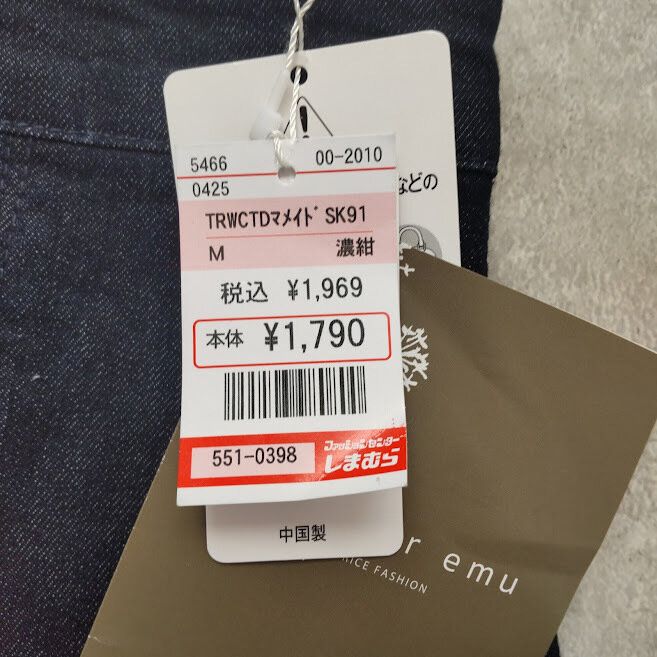 5466 00-2010
0425
TRWCTDﾏﾒｲﾄﾞ SK91
M 濃紺
税込 ¥1,969
本体 ¥1,790
551-0398
ファッションセンター
しまむら
などの
中国製
emu
FASHION